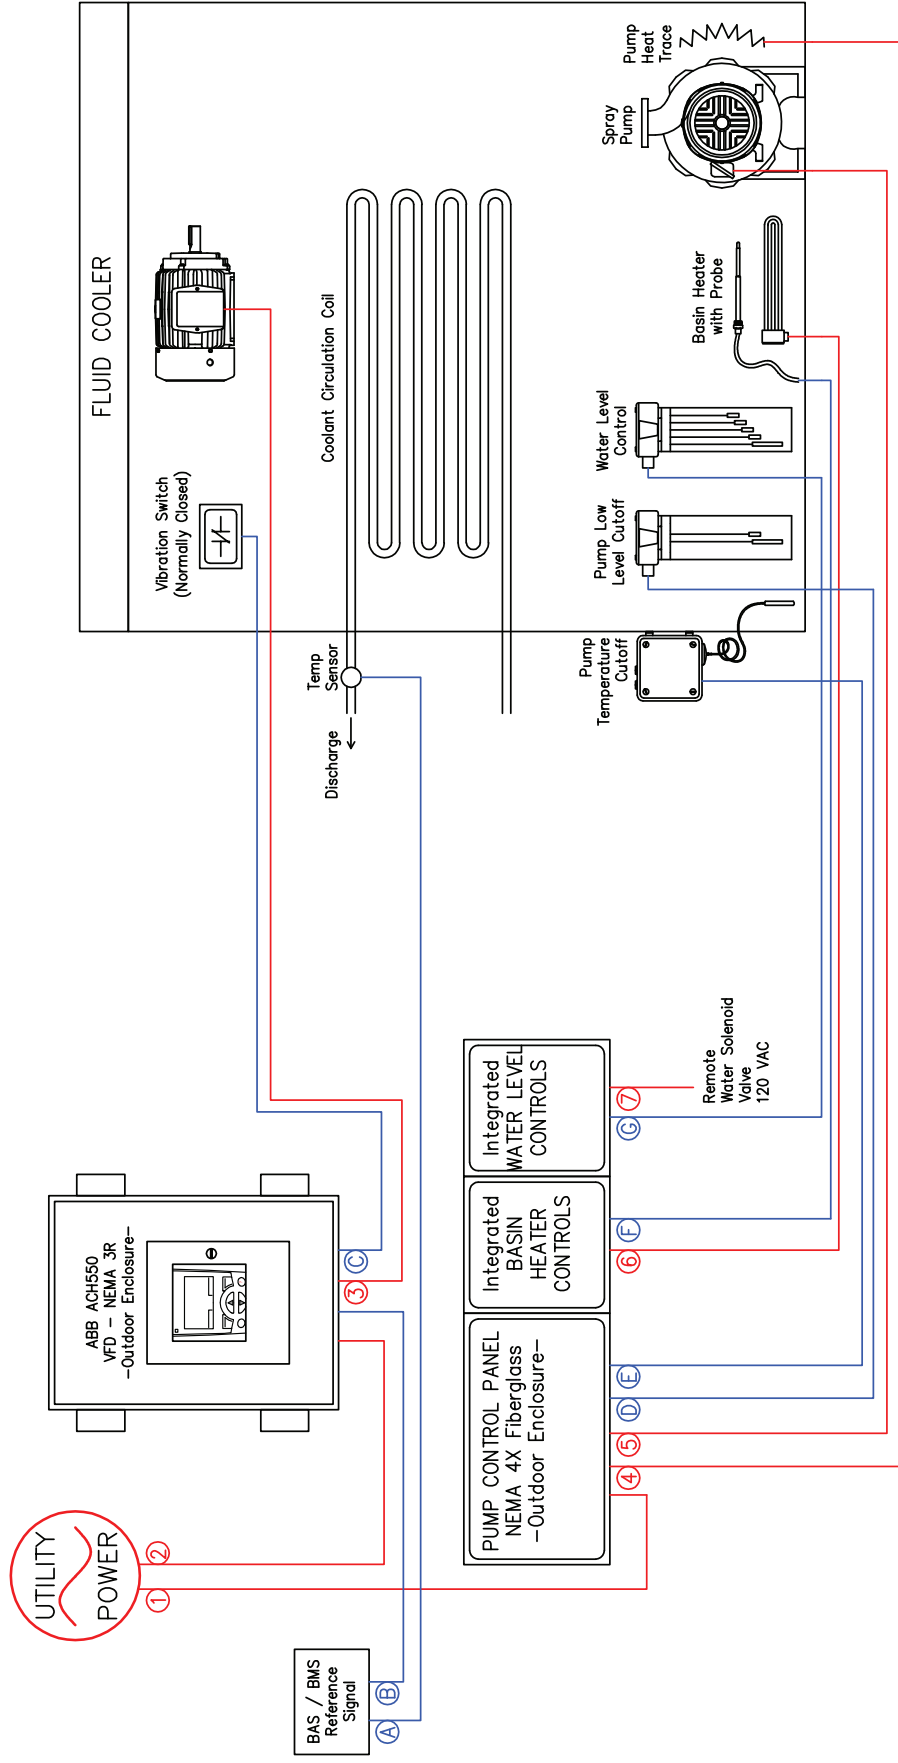 UTILITY
POWER
1
2
BAS / BMS
Reference
Signal
A
B
ABB ACH550
VFD - NEMA 3R
-Outdoor Enclosure-
3
C
PUMP CONTROL PANEL
NEMA 4X Fiberglass
-Outdoor Enclosure-
4
5
D
E
Integrated
BASIN
HEATER
CONTROLS
6
F
Integrated
WATER LEVEL
CONTROLS
G
7
Remote
Water Solenoid
Valve
120 VAC
FLUID COOLER
Vibration Switch
(Normally Closed)
Temp
Sensor
Discharge
Coolant Circulation Coil
Pump
Temperature
Cutoff
Pump Low
Level Cutoff
Water Level
Control
Basin Heater
with Probe
Spray
Pump
Pump
Heat
Trace